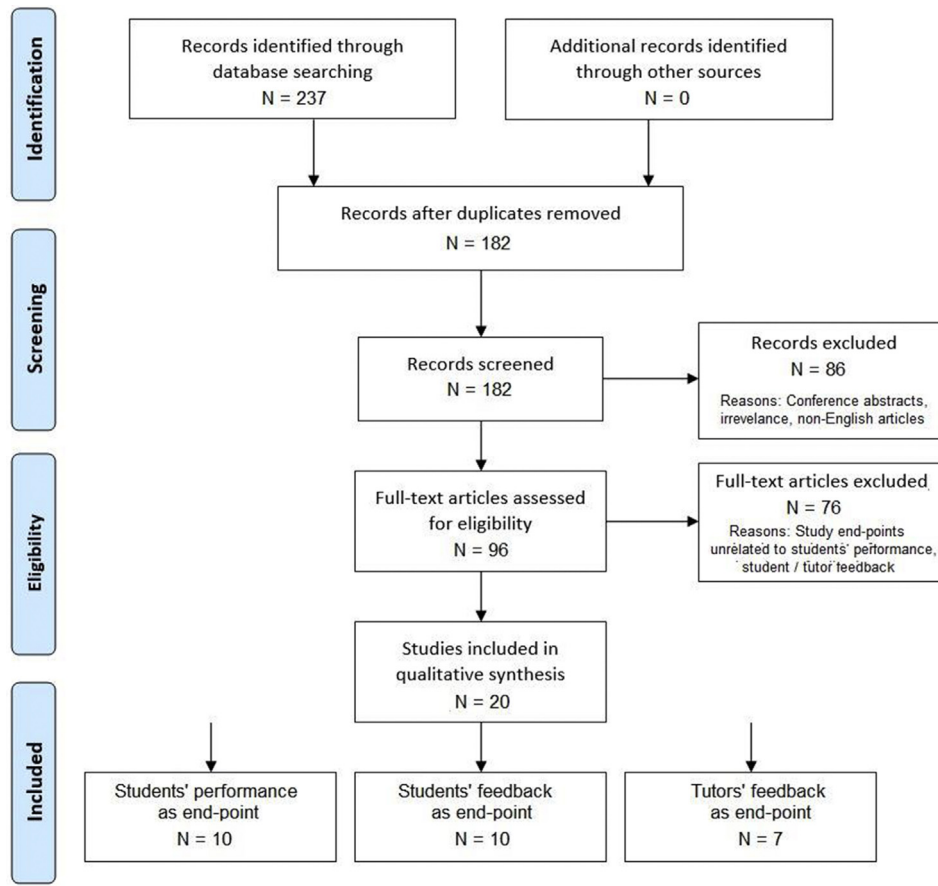 Identification
Records identified through
database searching
N = 237
Additional records identified
through other sources
N = 0
Records after duplicates removed
N = 182
Screening
Records screened
N = 182
Records excluded
N = 86
Reasons: Conference abstracts,
irrevelance, non-English articles
Eligibility
Full-text articles assessed
for eligibility
N = 96
Full-text articles excluded
N = 76
Reasons: Study end-points
unrelated to students' performance,
student / tutor feedback
Studies included in
qualitative synthesis
N = 20
Included
Students' performance
as end-point
N = 10
Students' feedback
as end-point
N = 10
Tutors' feedback
as end-point
N = 7